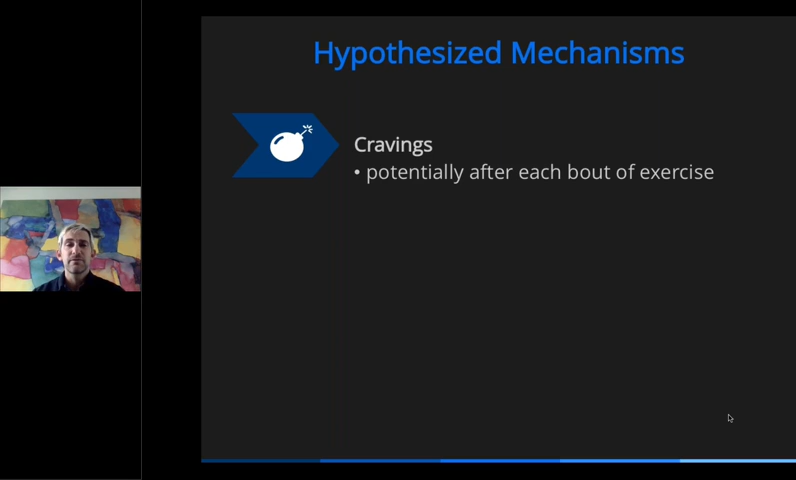 Hypothesized Mechanisms
Cravings
• potentially after each bout of exercise